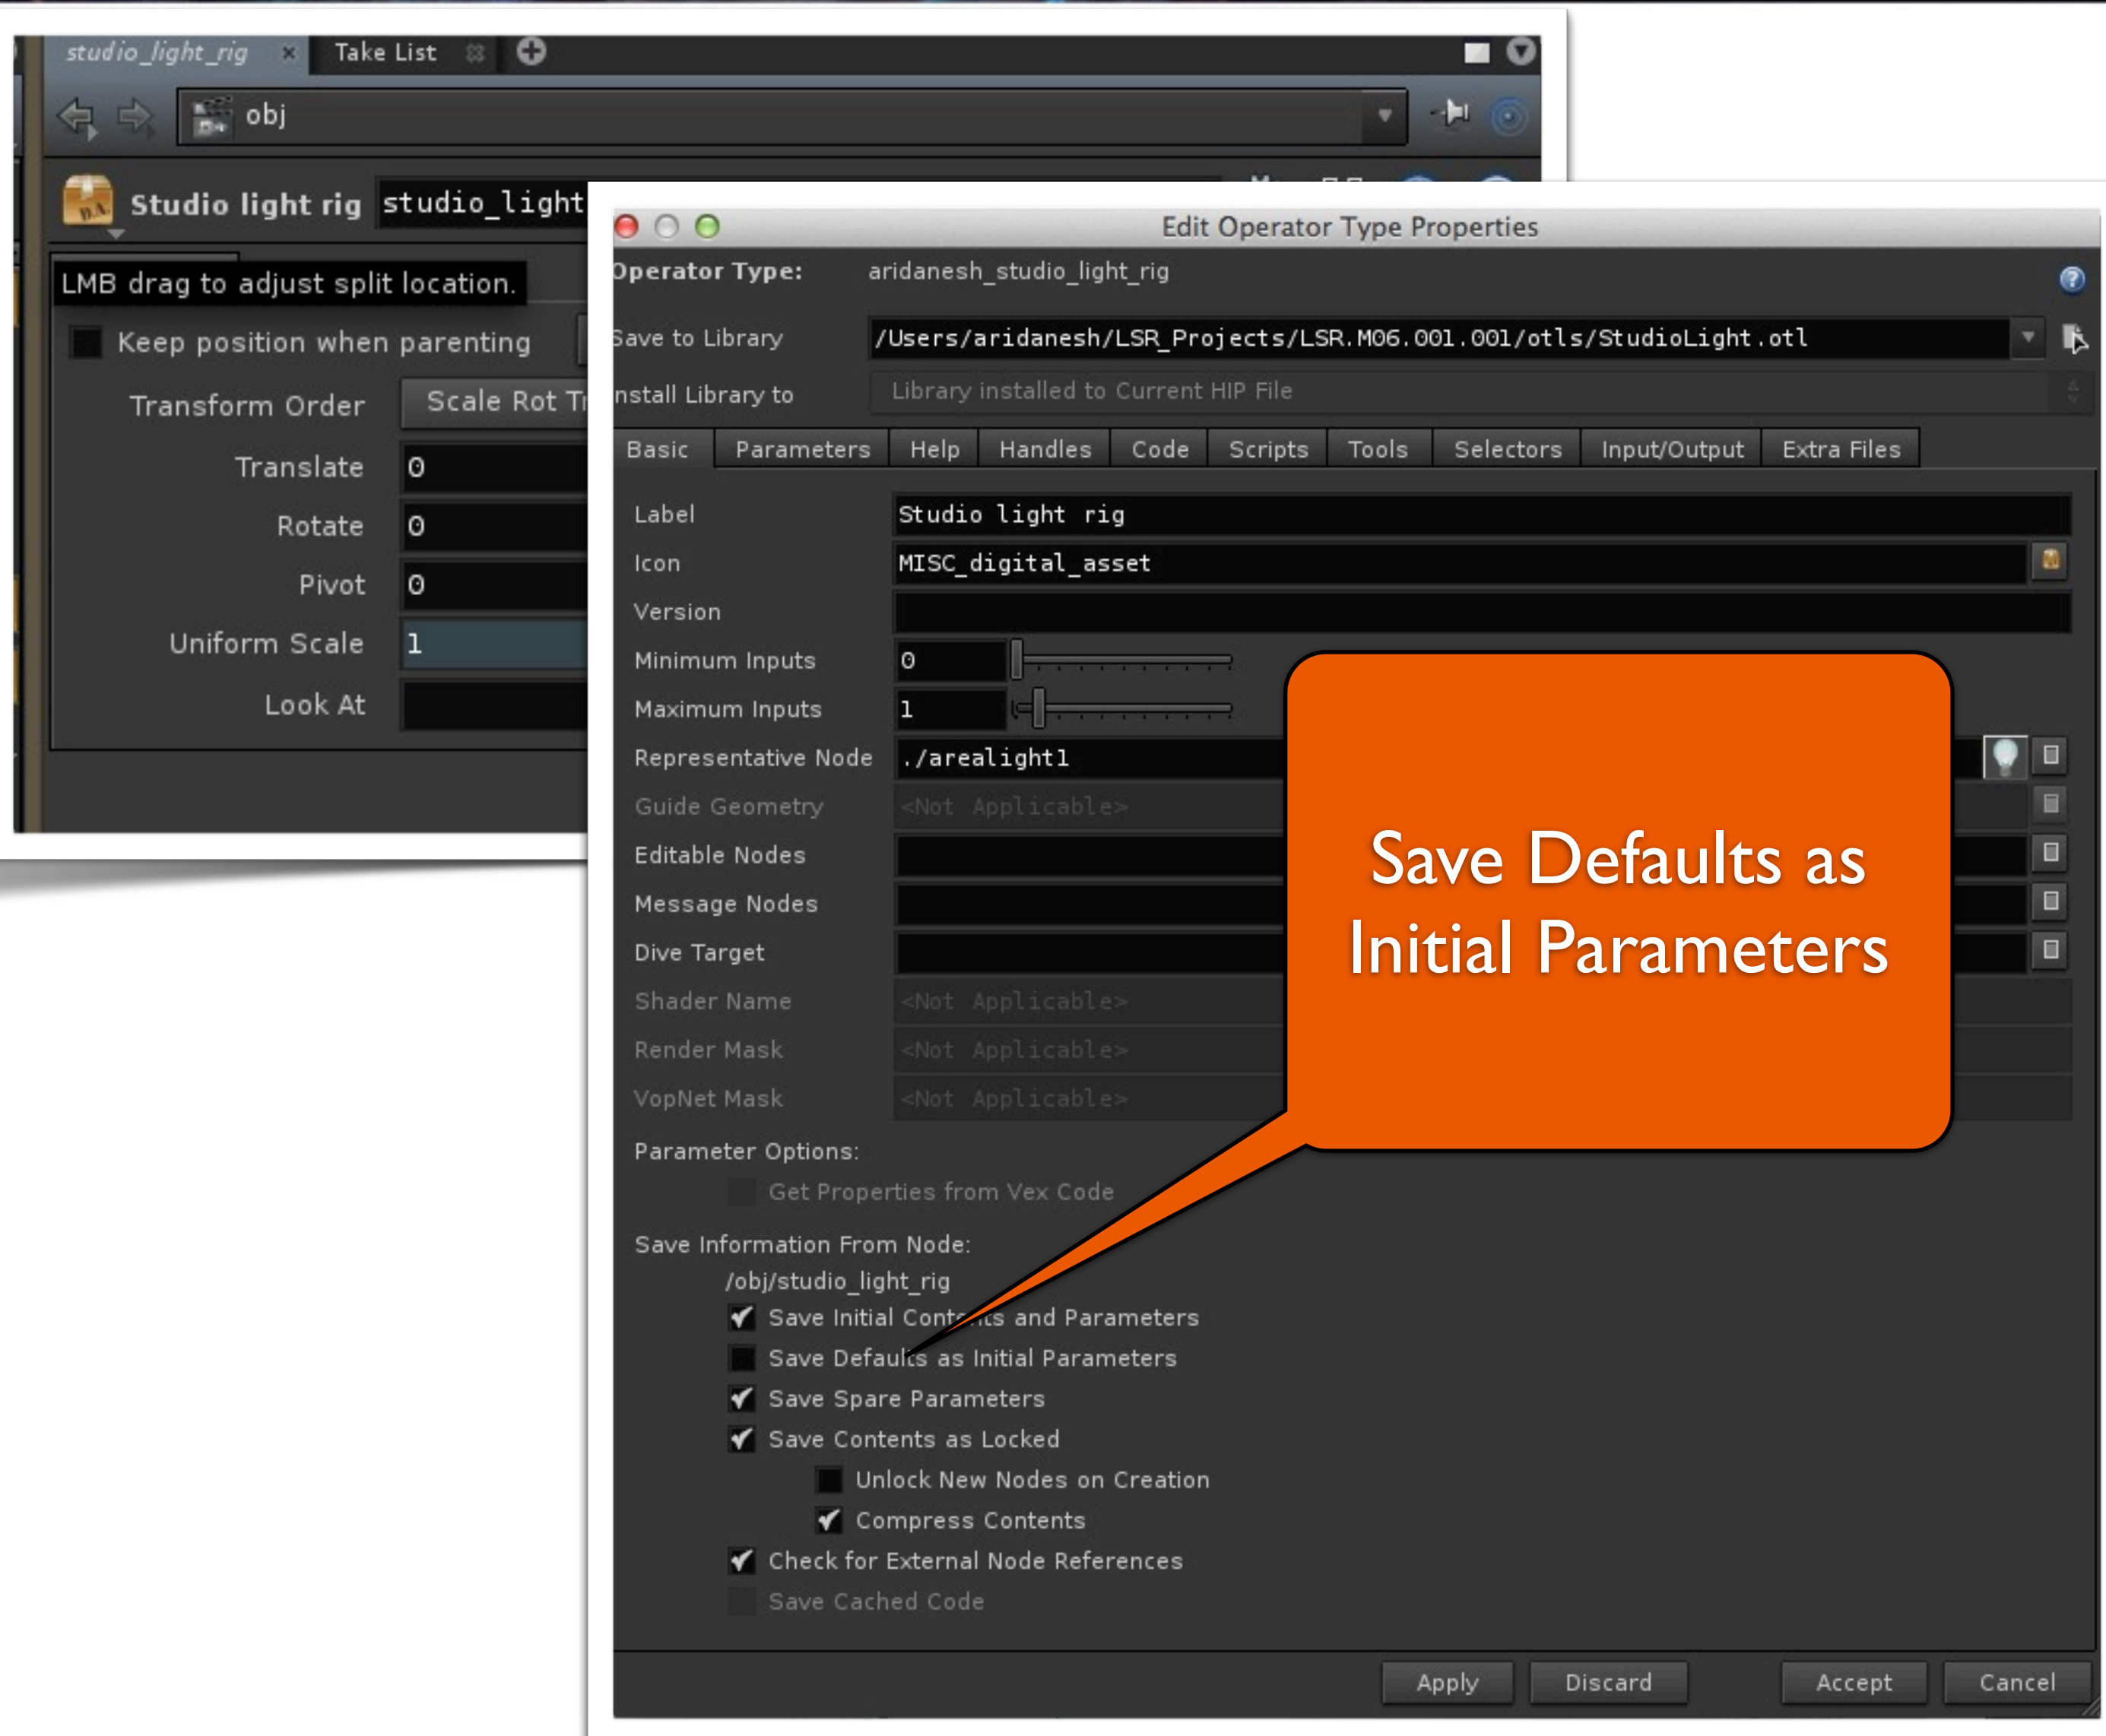 studio_light_rig
Take List
obj
Studio light rig studio_light
LMB drag to adjust split location.
Keep position when parenting
Transform Order Scale Rot Tr
Translate 0
Rotate 0
Pivot 0
Uniform Scale 1
Look At
Edit Operator Type Properties
Operator Type: aridanesh_studio_light_rig
Save to Library /Users/aridanesh/LSR_Projects/LSR.M06.001.001/otls/StudioLight.otl
nstall Library to Library installed to Current HIP File
Basic Parameters Help Handles Code Scripts Tools Selectors Input/Output Extra Files
Label Studio light rig
Icon MISC_digital_asset
Version
Minimum Inputs 0
Maximum Inputs 1
Representative Node ./arealight1
Guide Geometry <Not Applicable>
Editable Nodes
Message Nodes
Dive Target
Shader Name <Not Applicable>
Render Mask <Not Applicable>
VopNet Mask <Not Applicable>
Parameter Options:
Get Properties from Vex Code
Save Information From Node:
/obj/studio_light_rig
Save Initial Contents and Parameters
Save Defaults as Initial Parameters
Save Spare Parameters
Save Contents as Locked
Unlock New Nodes on Creation
Compress Contents
Check for External Node References
Save Cached Code
Apply Discard Accept Cancel
Save Defaults as
Initial Parameters